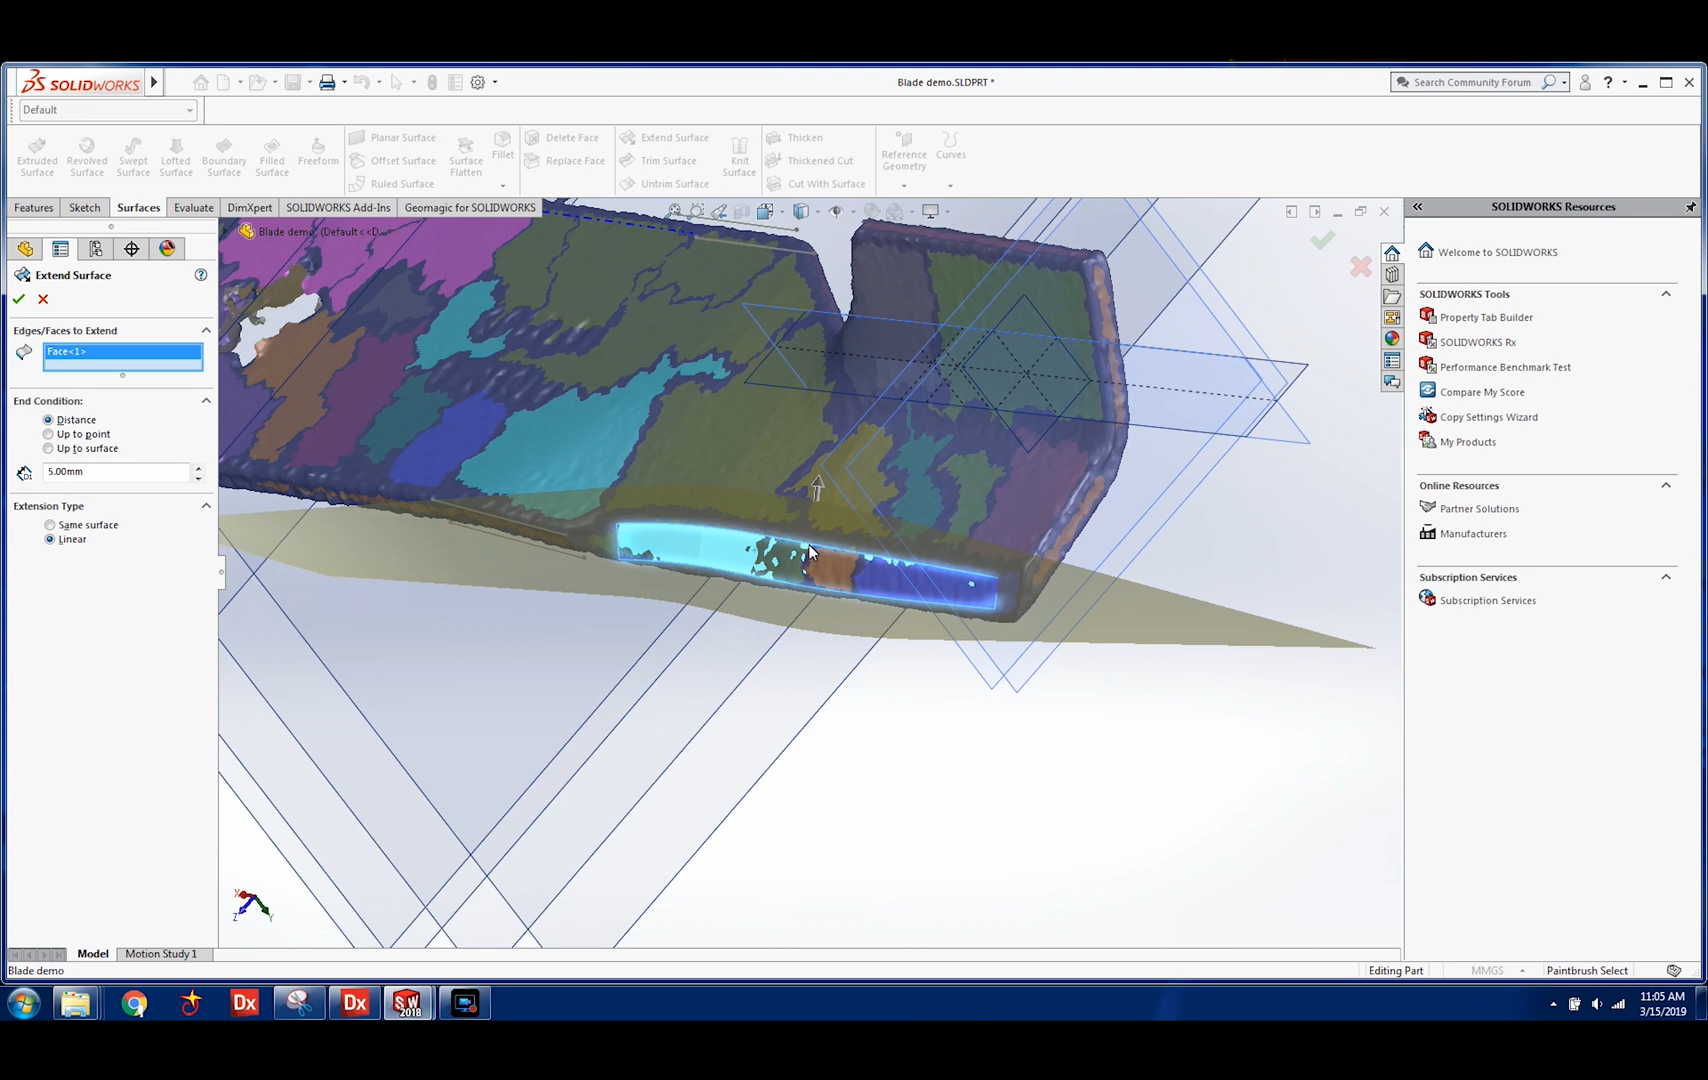 SOLIDWORKS
Blade demo.SLDPRT *
Search Community Forum
?
Default
Extruded Surface
Revolved Surface
Swept Surface
Lofted Surface
Boundary Surface
Filled Surface
Freeform
Planar Surface
Offset Surface
Ruled Surface
Surface Flatten
Fillet
Delete Face
Replace Face
Extend Surface
Trim Surface
Untrim Surface
Knit Surface
Thicken
Thickened Cut
Cut With Surface
Reference Geometry
Curves
Features
Sketch
Surfaces
Evaluate
DimXpert
SOLIDWORKS Add-Ins
Geomagic for SOLIDWORKS
Blade demo (Default<<D...
Extend Surface
?
Edges/Faces to Extend
Face<1>
End Condition:
Distance
Up to point
Up to surface
D1
5.00mm
Extension Type
Same surface
Linear
X
Z
Y
SOLIDWORKS Resources
Welcome to SOLIDWORKS
SOLIDWORKS Tools
Property Tab Builder
SOLIDWORKS Rx
Performance Benchmark Test
Compare My Score
Copy Settings Wizard
My Products
Online Resources
Partner Solutions
Manufacturers
Subscription Services
Subscription Services
Model
Motion Study 1
Blade demo
Editing Part
MMGS
Paintbrush Select
Dx
Dx
SW
2018
11:05 AM
3/15/2019